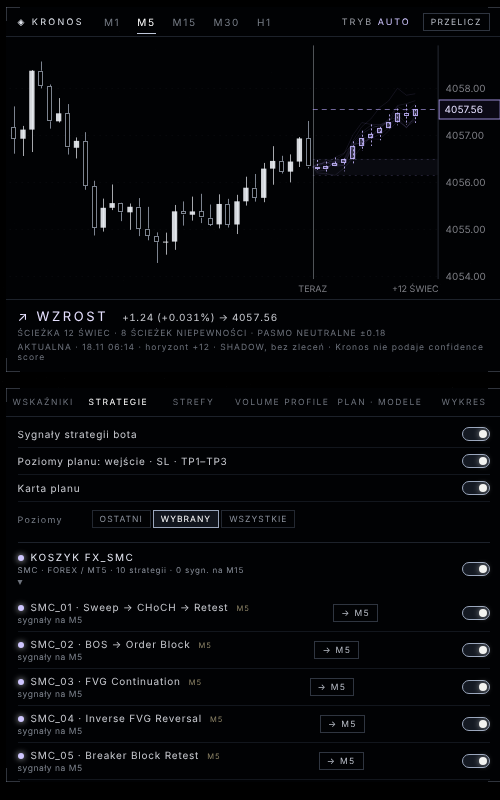 ◈ KRONOS M1 M5 M15 M30 H1 TRYB AUTO PRZELICZ
4058.00
4057.56
4057.00
4056.00
4055.00
4054.00
TERAZ +12 ŚWIEC
↗ WZROST +1.24 (+0.031%) → 4057.56
ŚCIEŻKA 12 ŚWIEC · 8 ŚCIEŻEK NIEPEWNOŚCI · PASMO NEUTRALNE ±0.18
AKTUALNA · 18.11 06:14 · horyzont +12 · SHADOW, bez zleceń · Kronos nie podaje confidence
score
WSKAŹNIKI STRATEGIE STREFY VOLUME PROFILE PLAN · MODELE WYKRES
Sygnały strategii bota
Poziomy planu: wejście · SL · TP1–TP3
Karta planu
Poziomy OSTATNI WYBRANY WSZYSTKIE
KOSZYK FX_SMC
SMC · FOREX / MT5 · 10 strategii · 0 sygn. na M15
▾
SMC_01 · Sweep → CHoCH → Retest M5 → M5
sygnały na M5
SMC_02 · BOS → Order Block M5 → M5
sygnały na M5
SMC_03 · FVG Continuation M5 → M5
sygnały na M5
SMC_04 · Inverse FVG Reversal M5 → M5
sygnały na M5
SMC_05 · Breaker Block Retest M5 → M5
sygnały na M5